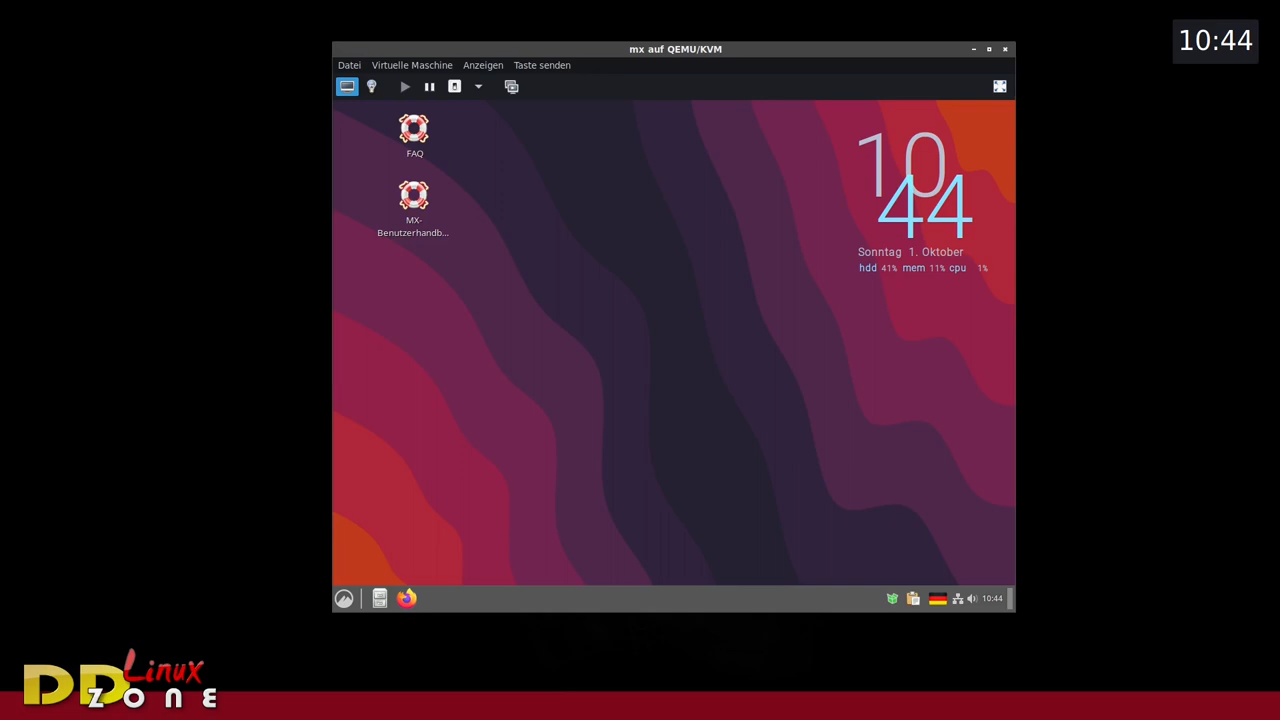 10:44
mx auf QEMU/KVM
Datei Virtuelle Maschine Anzeigen Taste senden
FAQ
MX-
Benutzerhandb...
10
44
Sonntag 1. Oktober
hdd 41% mem 11% cpu 1%
10:44
DD Linux
ZONE